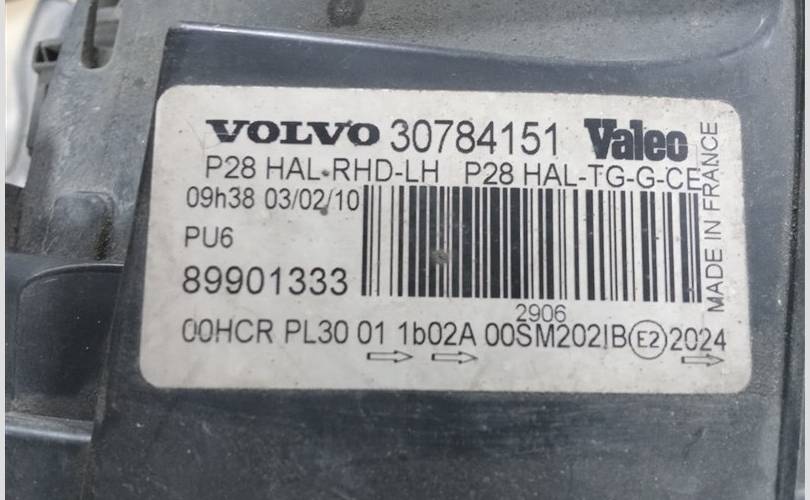 VOLVO 30784151 Valeo
P28 HAL-RHD-LH P28 HAL-TG-G-CE
09h38 03/02/10
PU6
89901333
2906
00HCR PL30 01 1b02A 00SM202IB E2 2024
MADE IN FRANCE